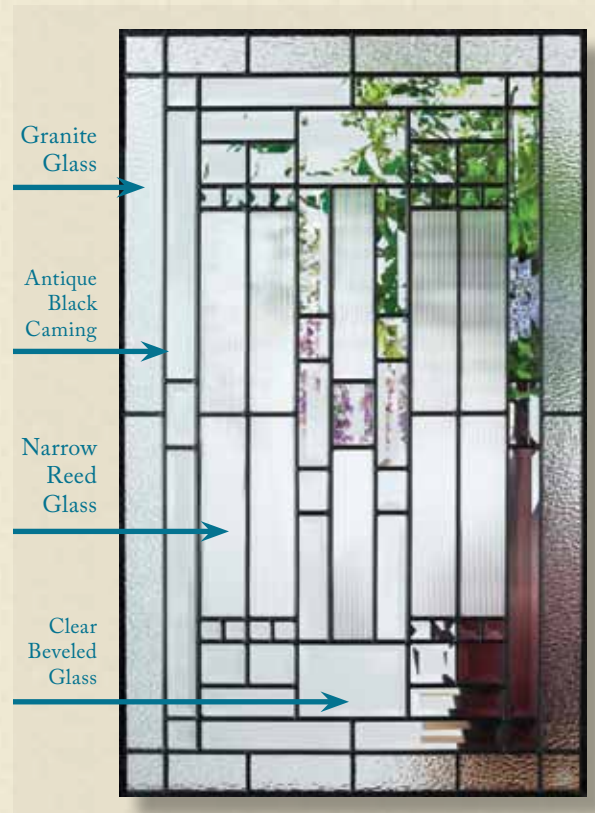 Granite
Glass
Antique
Black
Caming
Narrow
Reed
Glass
Clear
Beveled
Glass